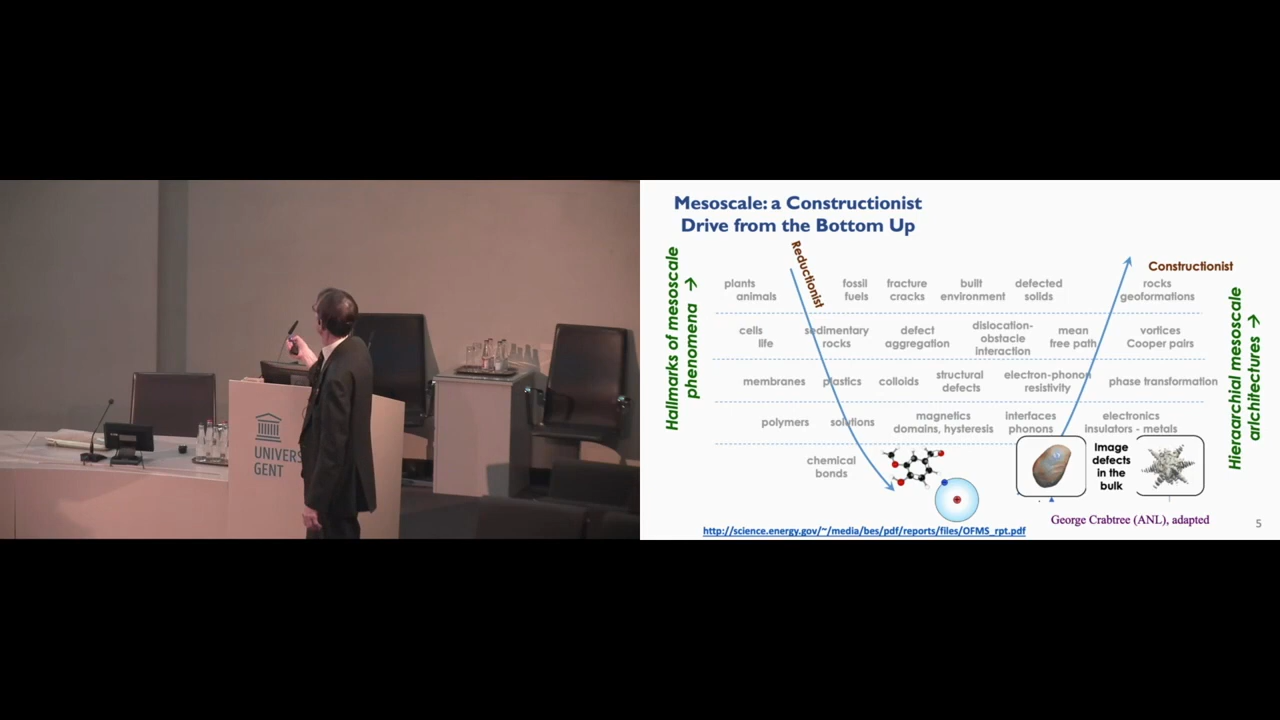 UNIVERS
GENT
Mesoscale: a Constructionist
Drive from the Bottom Up
Hallmarks of mesoscale
phenomena →
Reductionist
Constructionist
Hieraarchial mesoscale
arlchitectures →
plants
animals
fossil
fuels
fracture
cracks
built
environment
defected
solids
rocks
geoformations
cells
life
sedimentary
rocks
defect
aggregation
dislocation-
obstacle
interaction
mean
free path
vortices
Cooper pairs
membranes
plastics
colloids
structural
defects
electron-phonon
resistivity
phase transformation
polymers
solutions
magnetics
domains, hysteresis
interfaces
phonons
electronics
insulators - metals
chemical
bonds
Image
defects
in the
bulk
George Crabtree (ANL), adapted
5
http://science.energy.gov/~/media/bes/pdf/reports/files/OFMS_rpt.pdf